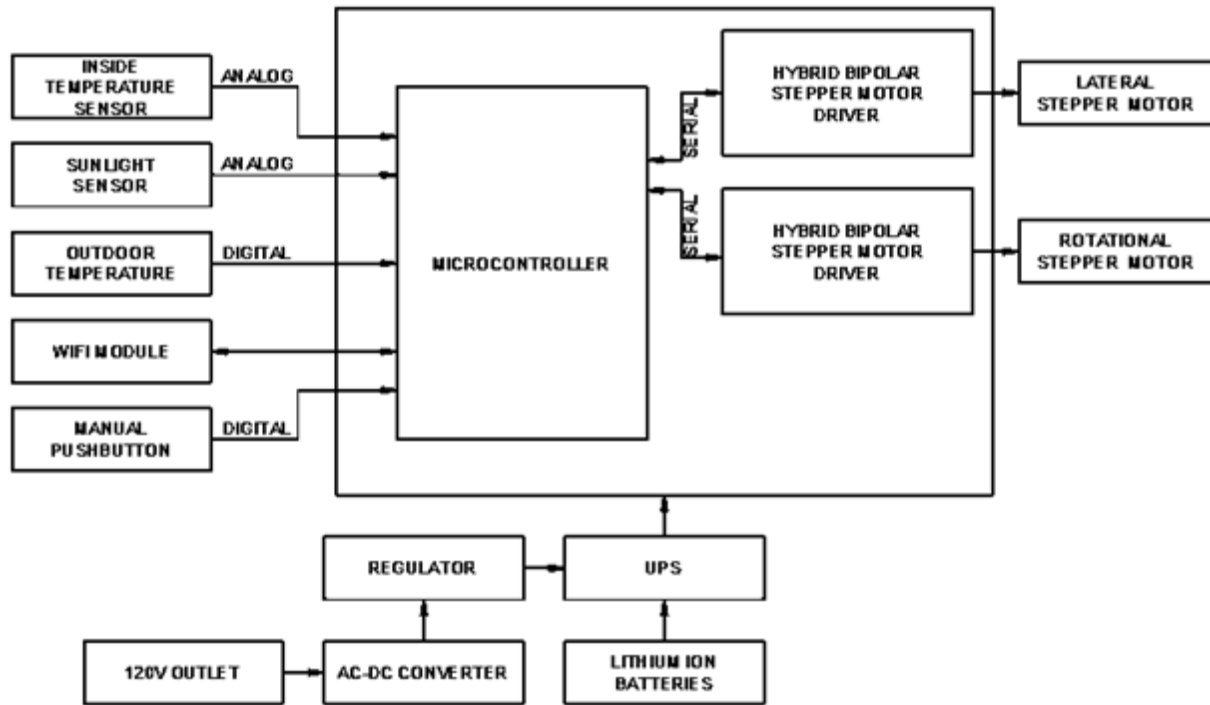 INSIDE
TEMPERATURE
SENSOR
ANALOG
SUNLIGHT
SENSOR
ANALOG
OUTDOOR
TEMPERATURE
DIGITAL
WIFI MODULE
MANUAL
PUSHBUTTON
DIGITAL
MICROCONTROLLER
SERIAL
SERIAL
HYBRID BIPOLAR
STEPPER MOTOR
DRIVER
HYBRID BIPOLAR
STEPPER MOTOR
DRIVER
LATERAL
STEPPER MOTOR
ROTATIONAL
STEPPER MOTOR
REGULATOR
UPS
120V OUTLET
AC-DC CONVERTER
LITHIUM ION
BATTERIES